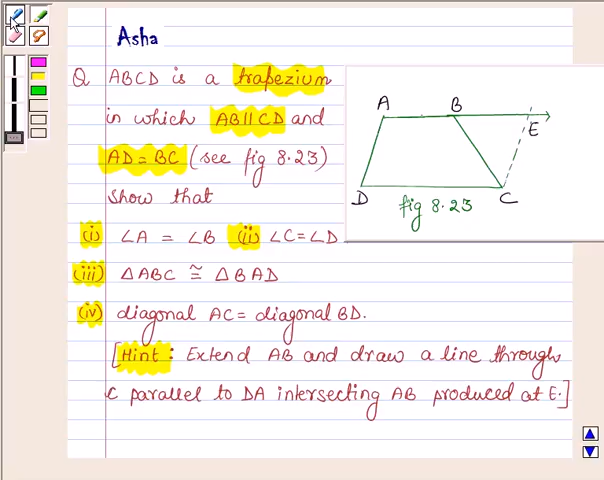 Asha
Q ABCD is a trapezium
in which AB||CD and
AD = BC (see fig 8.23)
show that
(i) ∠A = ∠B (ii) ∠C = ∠D
(iii) △ABC ≅ △BAD
(iv) diagonal AC = diagonal BD.
[Hint : Extend AB and draw a line through
C parallel to DA intersecting AB produced at E.]
A B
E
D C
fig 8.23